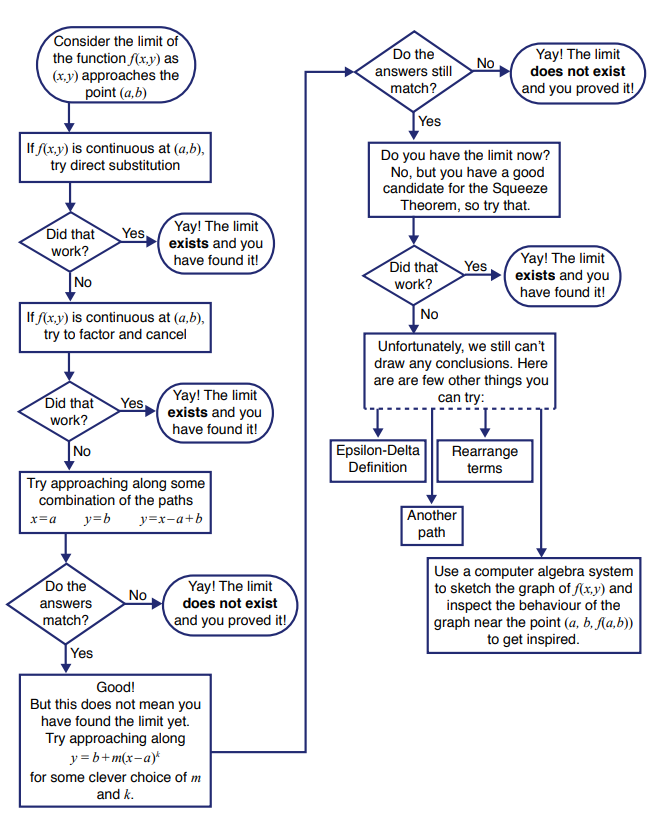 Consider the limit of
the function f(x,y) as
(x,y) approaches the
point (a,b)
If f(x,y) is continuous at (a,b),
try direct substitution
Did that
work?
Yes
Yay! The limit
exists and you
have found it!
No
If f(x,y) is continuous at (a,b),
try to factor and cancel
Did that
work?
Yes
Yay! The limit
exists and you
have found it!
No
Try approaching along some
combination of the paths
x=a y=b y=x−a+b
Do the
answers
match?
No
Yay! The limit
does not exist
and you proved it!
Yes
Good!
But this does not mean you
have found the limit yet.
Try approaching along
y=b+m(x−a)ᵏ
for some clever choice of m
and k.
Do the
answers still
match?
No
Yay! The limit
does not exist
and you proved it!
Yes
Do you have the limit now?
No, but you have a good
candidate for the Squeeze
Theorem, so try that.
Did that
work?
Yes
Yay! The limit
exists and you
have found it!
No
Unfortunately, we still can’t
draw any conclusions. Here
are are few other things you
can try:
Epsilon-Delta
Definition
Rearrange
terms
Another
path
Use a computer algebra system
to sketch the graph of f(x,y) and
inspect the behaviour of the
graph near the point (a, b, f(a,b))
to get inspired.